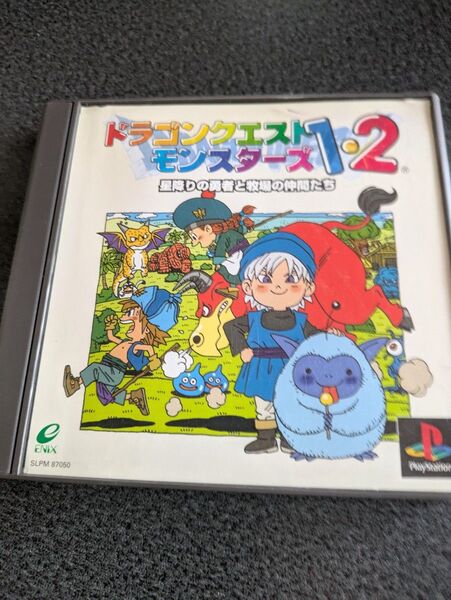 ドラゴンクエスト
モンスターズ1・2®
星降りの勇者と牧場の仲間たち
ENIX
SLPM 87050
PlayStation